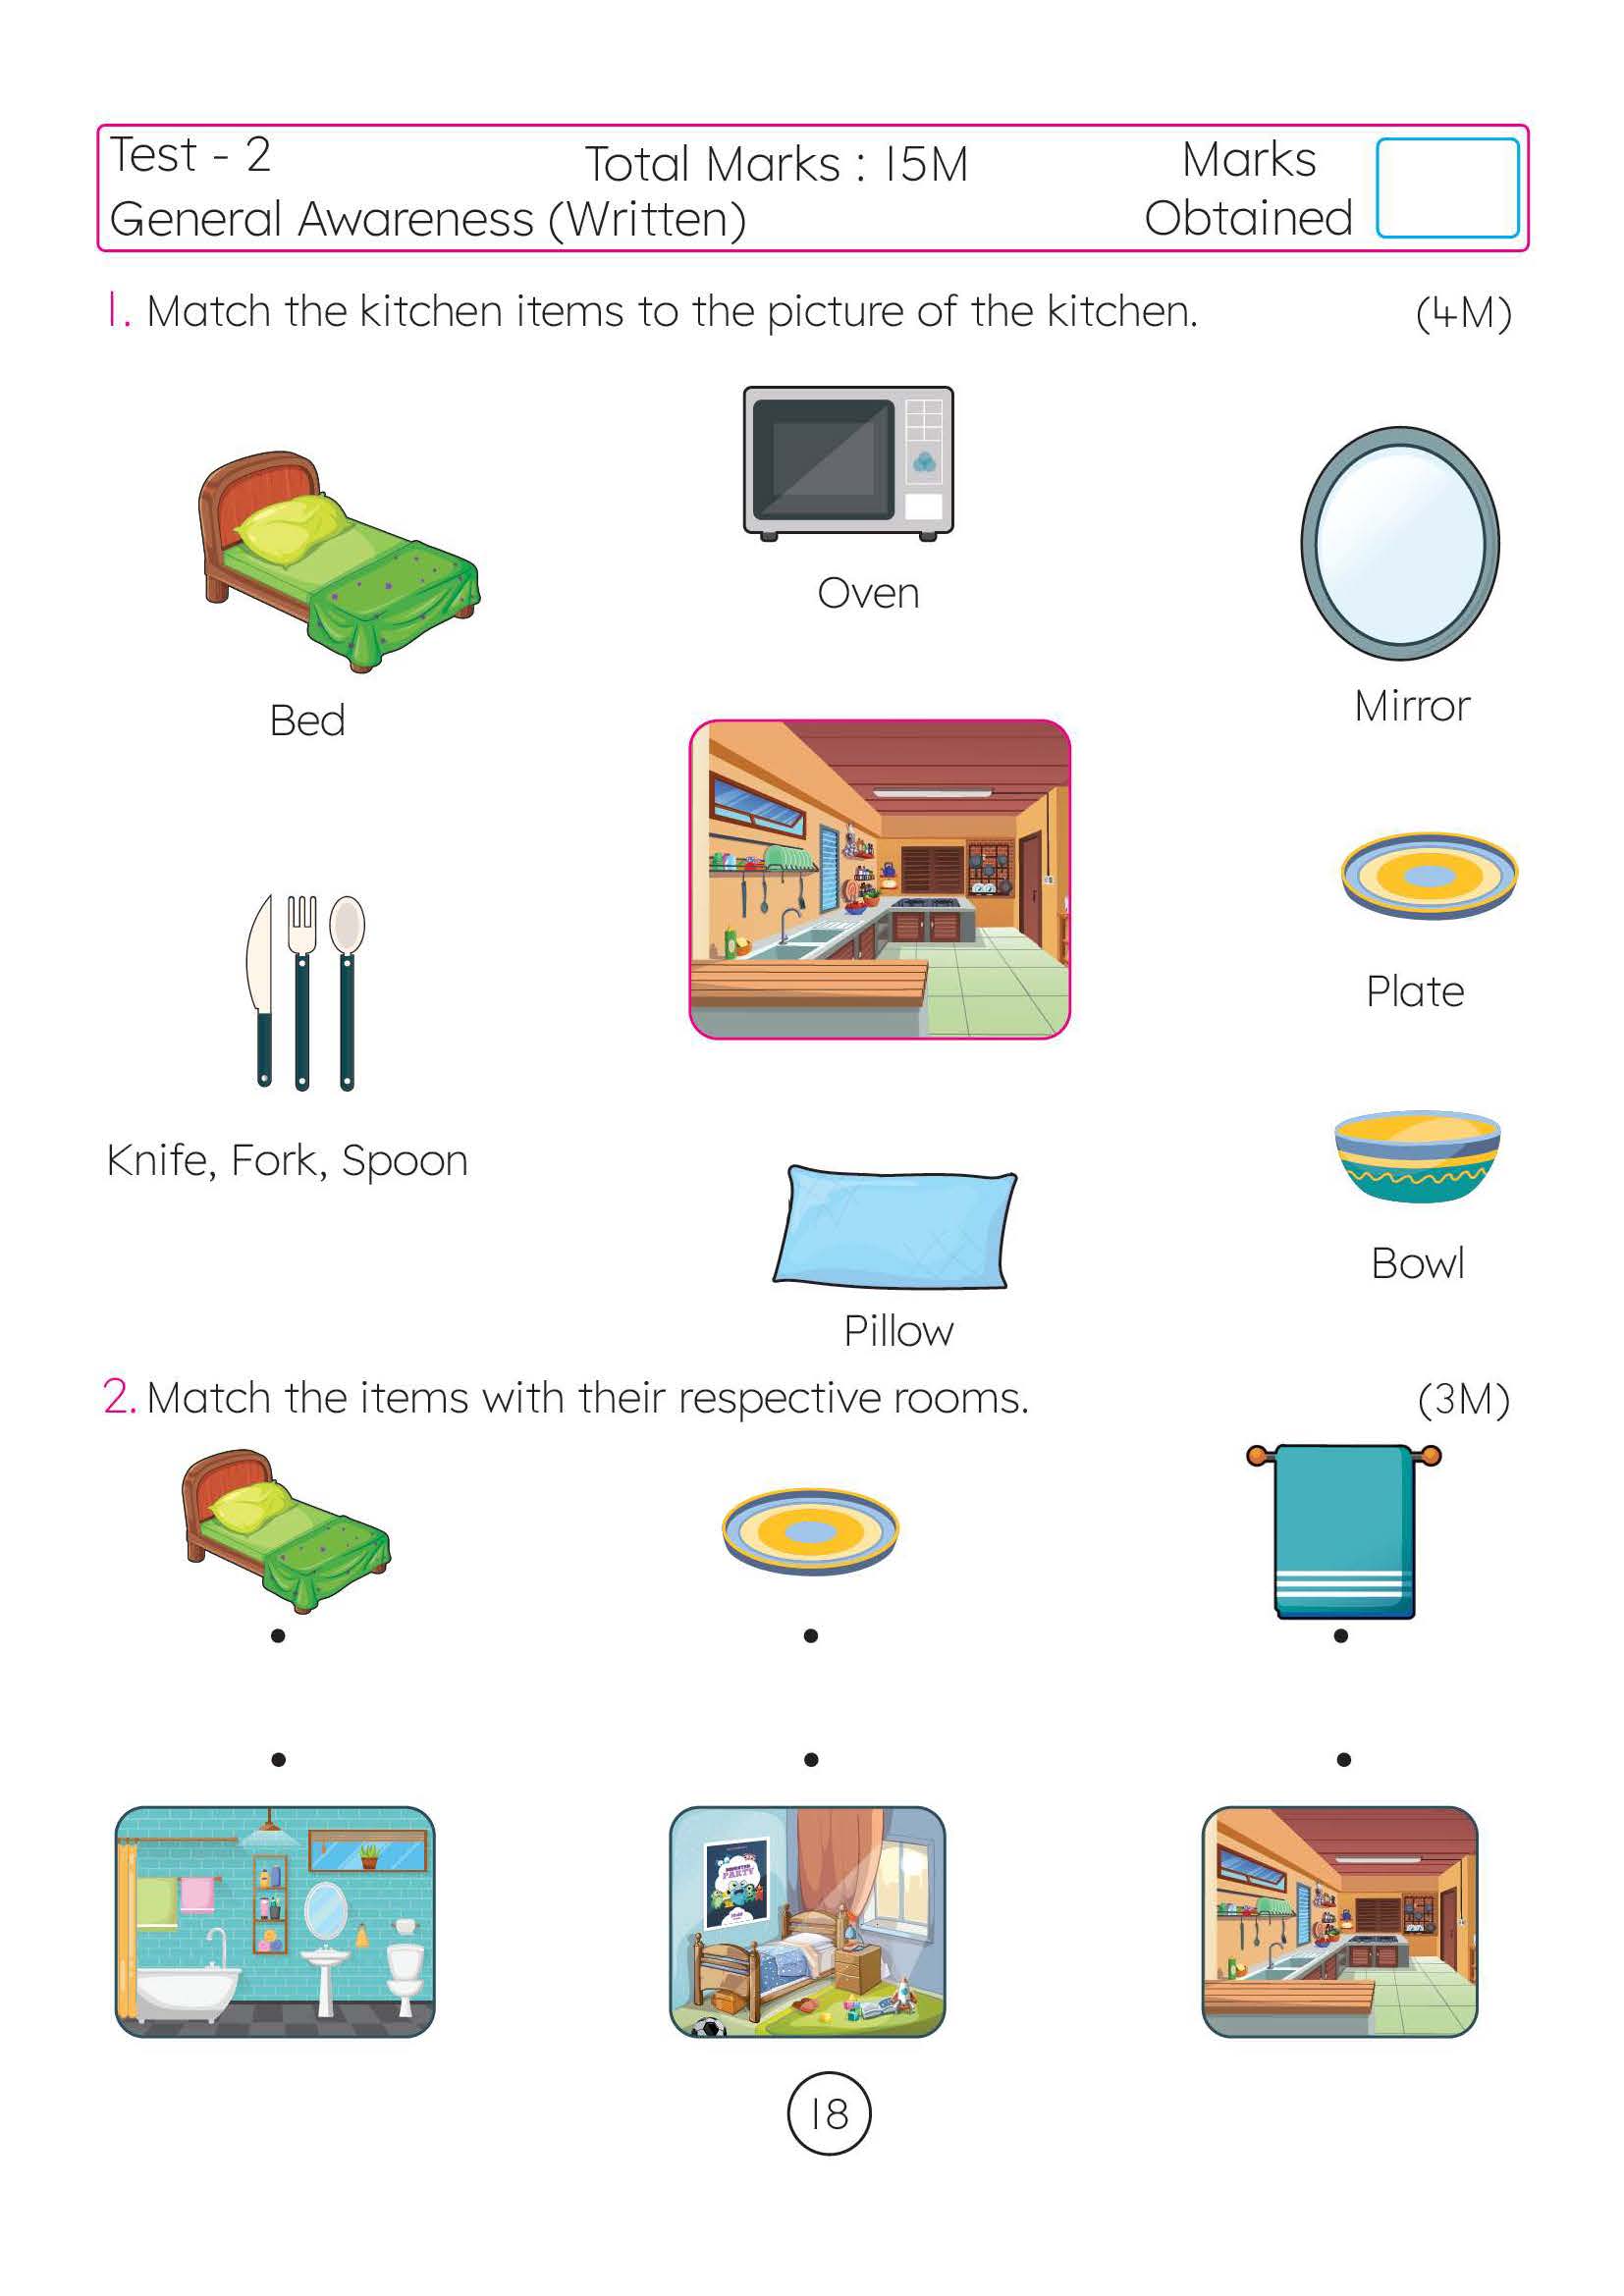 Test - 2
Total Marks : 15M
Marks
Obtained
General Awareness (Written)
1. Match the kitchen items to the picture of the kitchen. (4M)
Oven
Bed
Mirror
Plate
Knife, Fork, Spoon
Bowl
Pillow
2. Match the items with their respective rooms. (3M)
MONSTER
PARTY
18